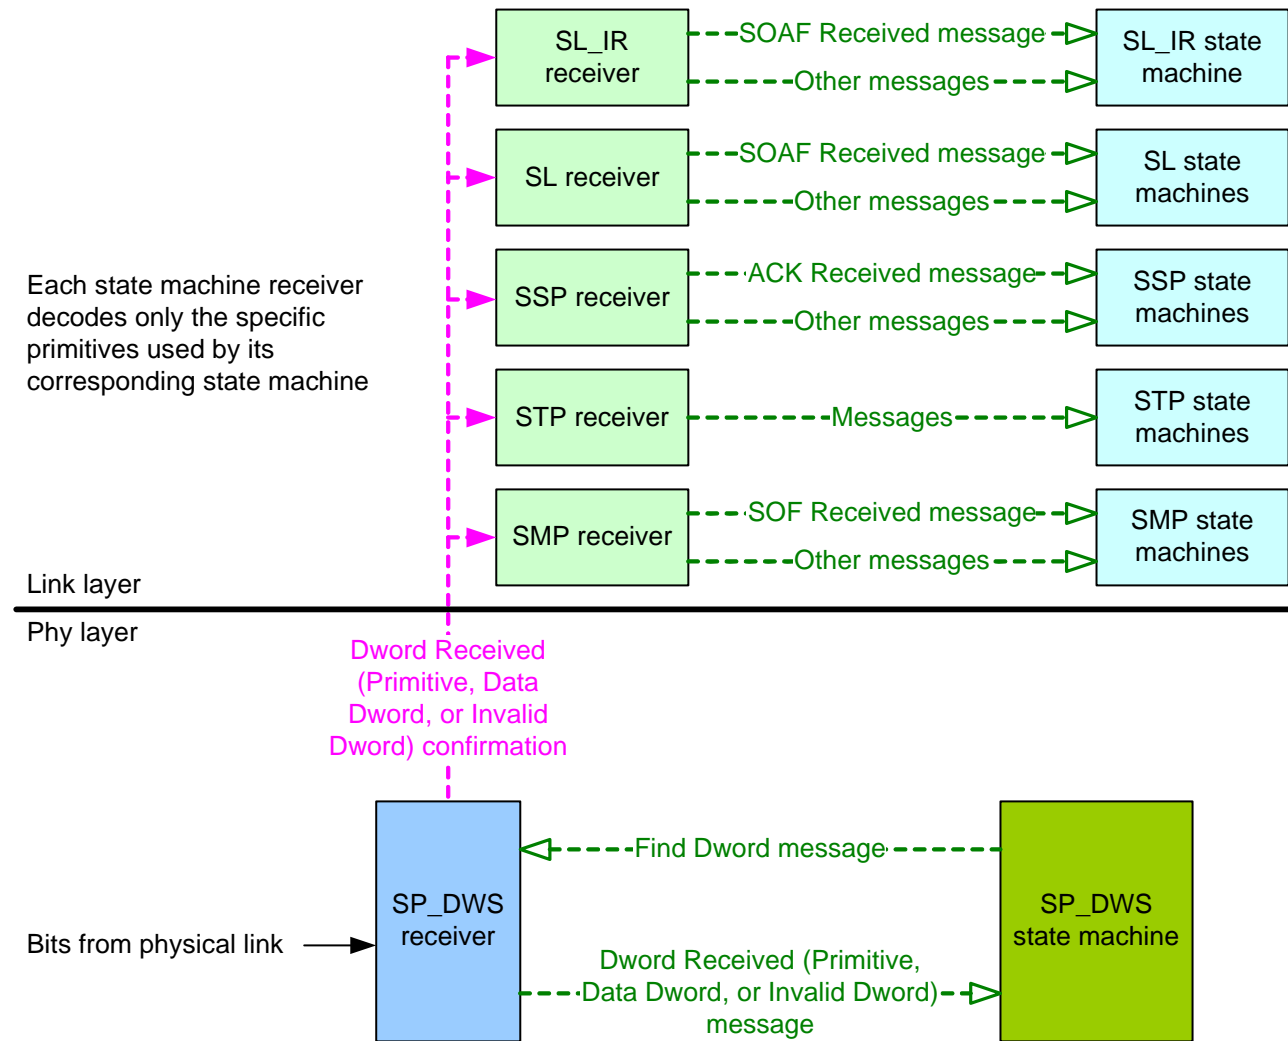 SL_IR
receiver
SOAF Received message
Other messages
SL_IR state
machine
SL receiver
SOAF Received message
Other messages
SL state
machines
Each state machine receiver
decodes only the specific
primitives used by its
corresponding state machine
SSP receiver
ACK Received message
Other messages
SSP state
machines
STP receiver
Messages
STP state
machines
SMP receiver
SOF Received message
Other messages
SMP state
machines
Link layer
Phy layer
Dword Received
(Primitive, Data
Dword, or Invalid
Dword) confirmation
Bits from physical link
SP_DWS
receiver
Find Dword message
Dword Received (Primitive,
Data Dword, or Invalid Dword)
message
SP_DWS
state machine